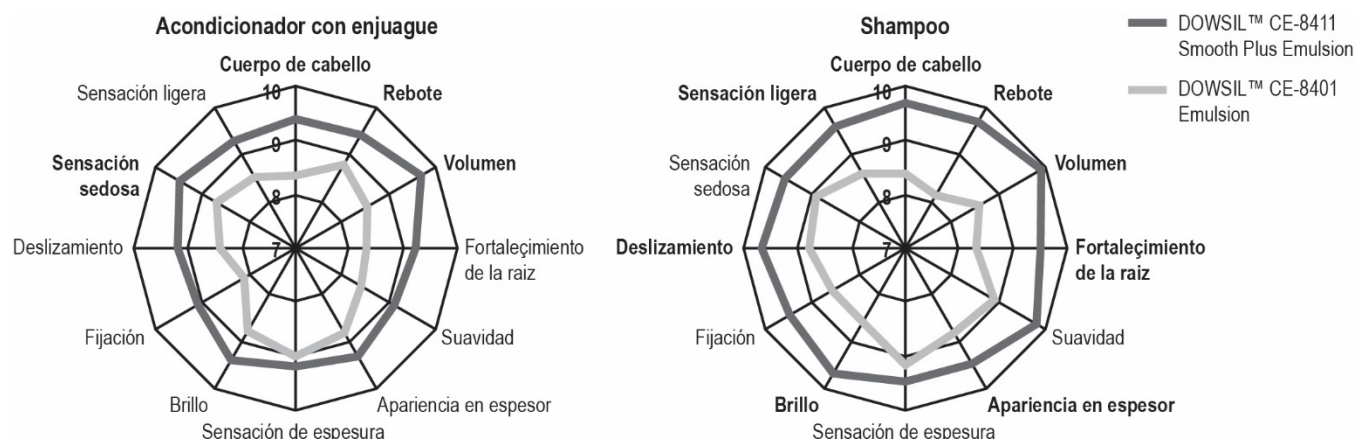 Acondicionador con enjuague
Cuerpo de cabello
Sensación ligera
10
Rebote
9
Sensación
sedosa
Volumen
8
Deslizamiento
7
Fortaleçimiento
de la raiz
Fijación
Suavidad
Brillo
Apariencia en espesor
Sensación de espesura
Shampoo
Cuerpo de cabello
Sensación ligera
10
Rebote
9
Sensación
sedosa
Volumen
8
Deslizamiento
7
Fortaleçimiento
de la raiz
Fijación
Suavidad
Brillo
Apariencia en espesor
Sensación de espesura
DOWSIL™ CE-8411
Smooth Plus Emulsion
DOWSIL™ CE-8401
Emulsion